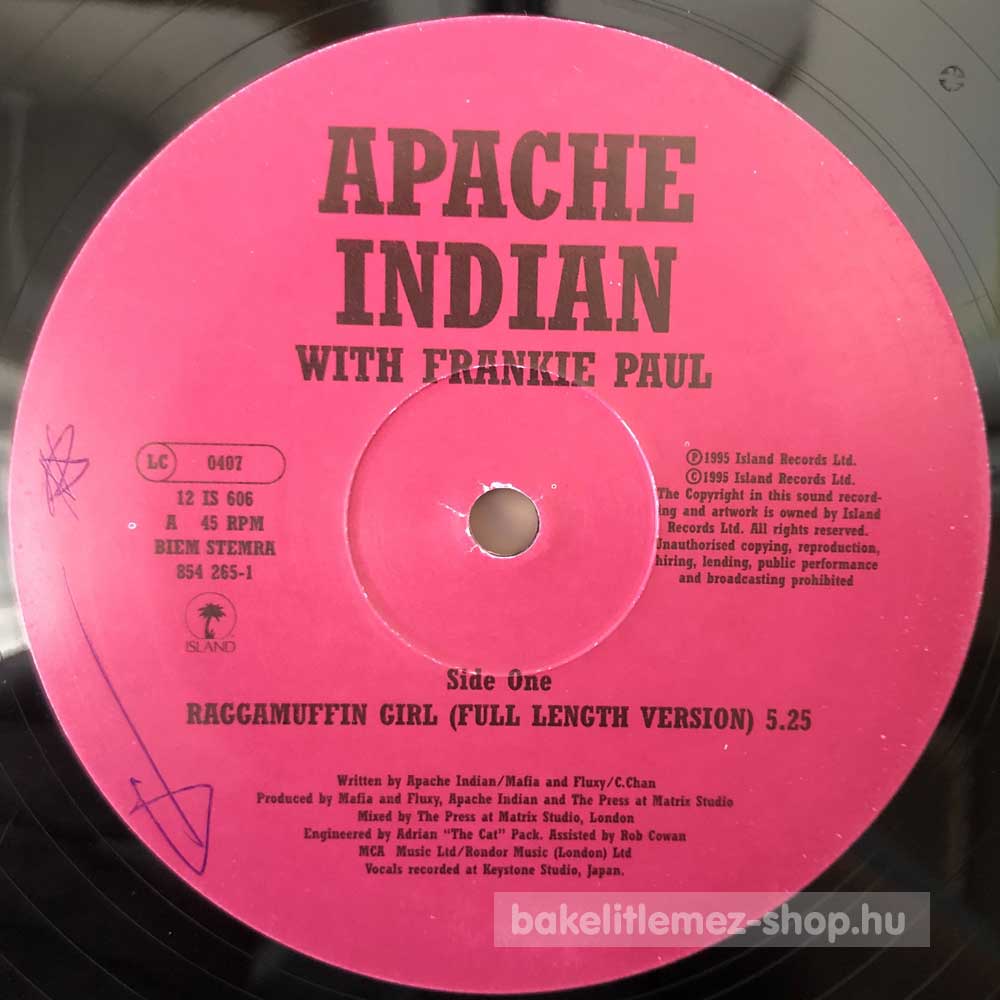 APACHE
INDIAN
WITH FRANKIE PAUL
LC 0407
12 IS 606
A 45 RPM
BIEM STEMRA
854 265-1
ISLAND
Ⓟ1995 Island Records Ltd.
©1995 Island Records Ltd.
The Copyright in this sound record-
ing and artwork is owned by Island
Records Ltd. All rights reserved.
Unauthorised copying, reproduction,
hiring, lending, public performance
and broadcasting prohibited
Side One
RAGGAMUFFIN GIRL (FULL LENGTH VERSION) 5.25
Written by Apache Indian/Mafia and Fluxy/C.Chan
Produced by Mafia and Fluxy, Apache Indian and The Press at Matrix Studio
Mixed by The Press at Matrix Studio, London
Engineered by Adrian "The Cat" Pack. Assisted by Rob Cowan
MCA Music Ltd/Rondor Music (London) Ltd
Vocals recorded at Keystone Studio, Japan.
bakelitlemez-shop.hu